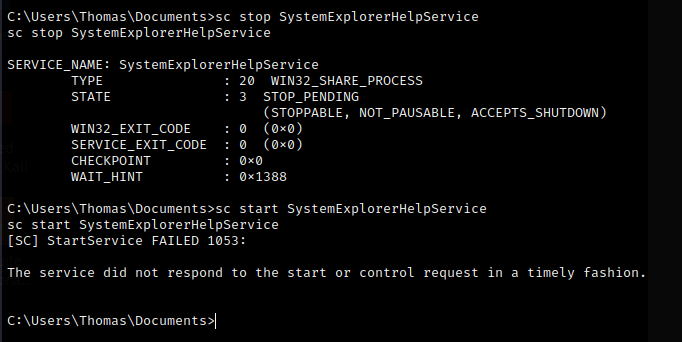 C:\Users\Thomas\Documents>sc stop SystemExplorerHelpService
sc stop SystemExplorerHelpService
SERVICE_NAME: SystemExplorerHelpService
TYPE : 20 WIN32_SHARE_PROCESS
STATE : 3 STOP_PENDING
(STOPPABLE, NOT_PAUSABLE, ACCEPTS_SHUTDOWN)
WIN32_EXIT_CODE : 0 (0×0)
SERVICE_EXIT_CODE : 0 (0×0)
CHECKPOINT : 0×0
WAIT_HINT : 0×1388
C:\Users\Thomas\Documents>sc start SystemExplorerHelpService
sc start SystemExplorerHelpService
[SC] StartService FAILED 1053:
The service did not respond to the start or control request in a timely fashion.
C:\Users\Thomas\Documents>